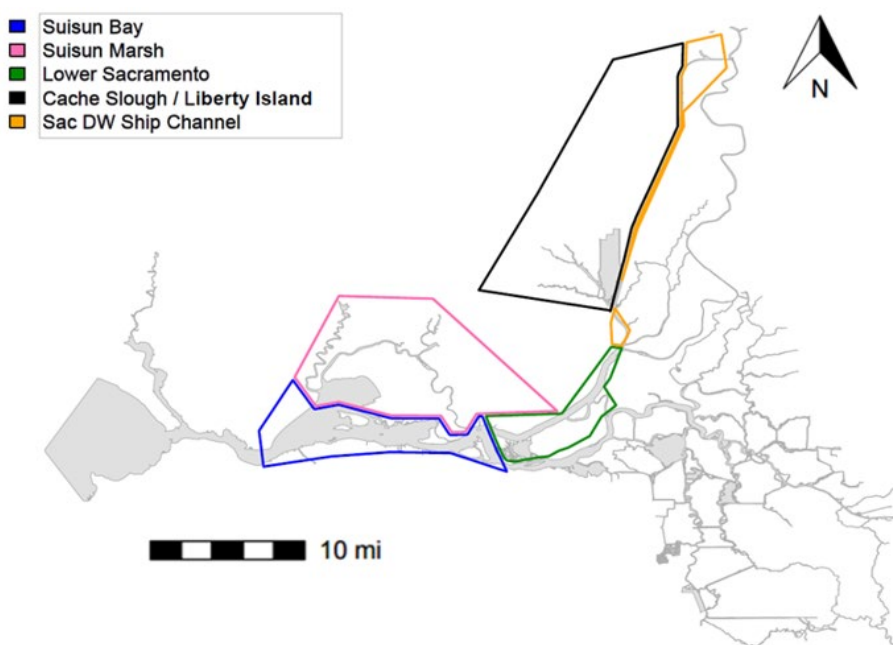 Suisun Bay
Suisun Marsh
Lower Sacramento
Cache Slough / Liberty Island
Sac DW Ship Channel
N
10 mi